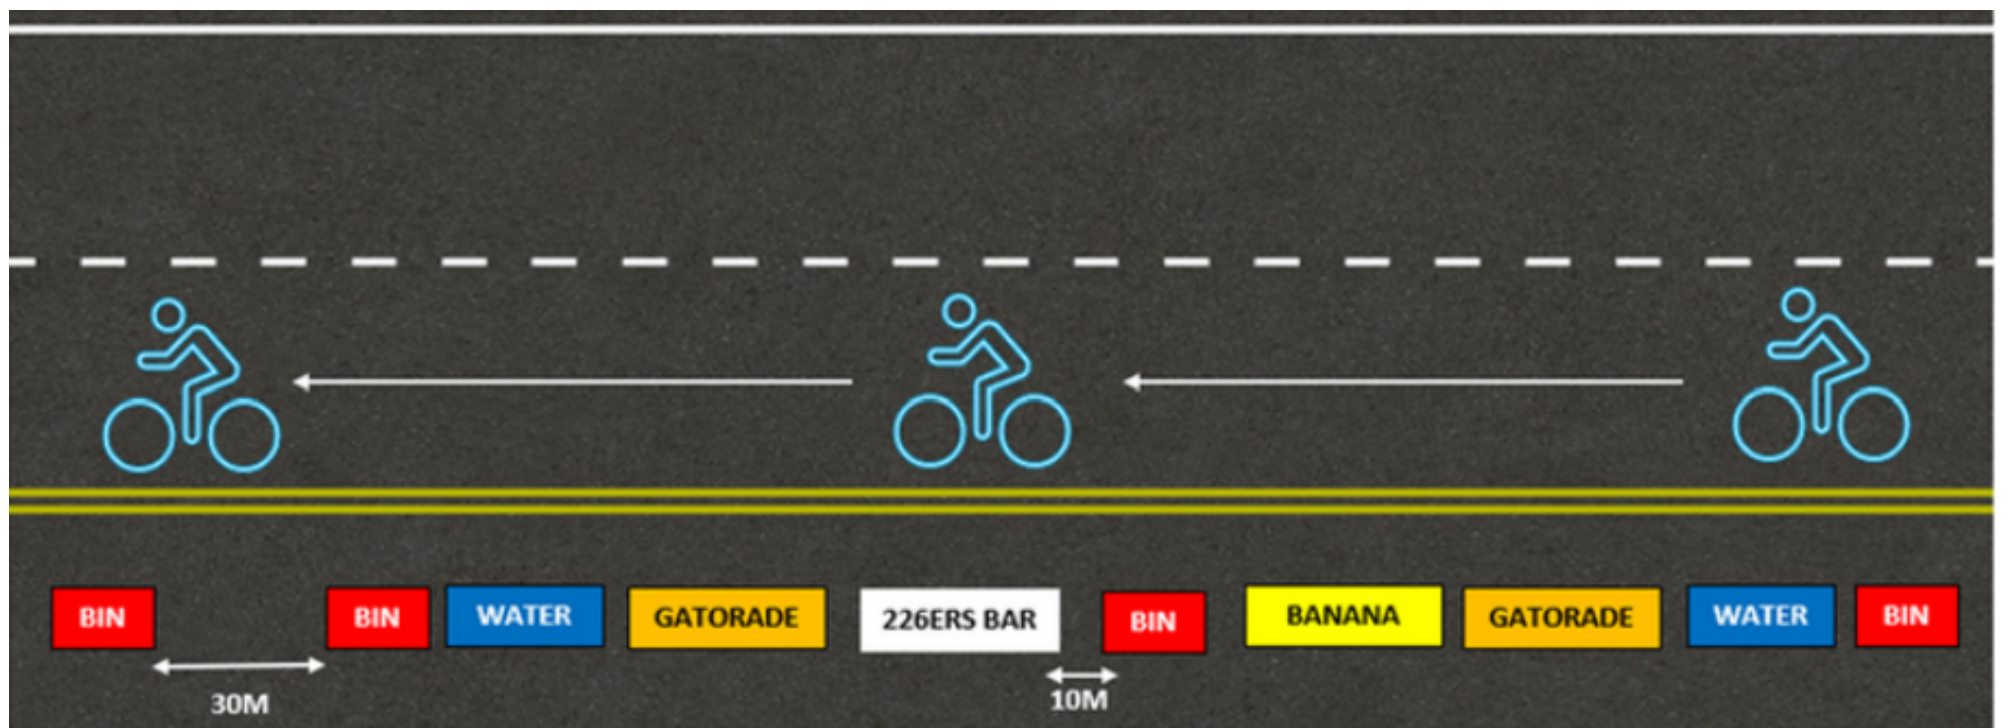 BIN
BIN
WATER
GATORADE
226ERS BAR
BIN
BANANA
GATORADE
WATER
BIN
30M
10M